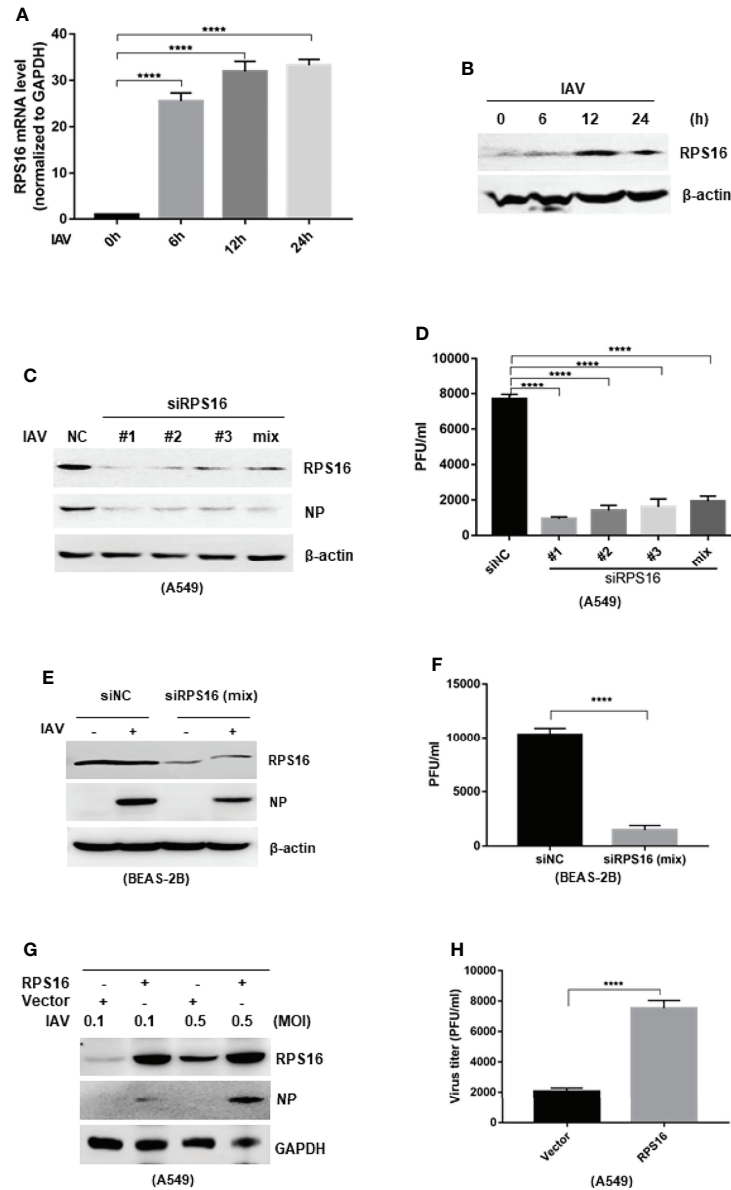 A
RPS16 mRNA level
(normalized to GAPDH)
40
30
20
10
0
****
****
****
IAV
0h
6h
12h
24h
B
IAV
0 6 12 24 (h)
RPS16
β-actin
C
siRPS16
IAV NC #1 #2 #3 mix
RPS16
NP
β-actin
(A549)
D
PFU/ml
10000
8000
6000
4000
2000
0
****
****
****
****
siNC
#1
#2
#3
mix
siRPS16
(A549)
E
siNC siRPS16 (mix)
IAV - + - +
RPS16
NP
β-actin
(BEAS-2B)
F
PFU/ml
15000
10000
5000
0
****
siNC siRPS16 (mix)
(BEAS-2B)
G
RPS16 - + - +
Vector + - + -
IAV 0.1 0.1 0.5 0.5 (MOI)
RPS16
NP
GAPDH
(A549)
H
Virus titer (PFU/ml)
10000
8000
6000
4000
2000
0
****
Vector
RPS16
(A549)